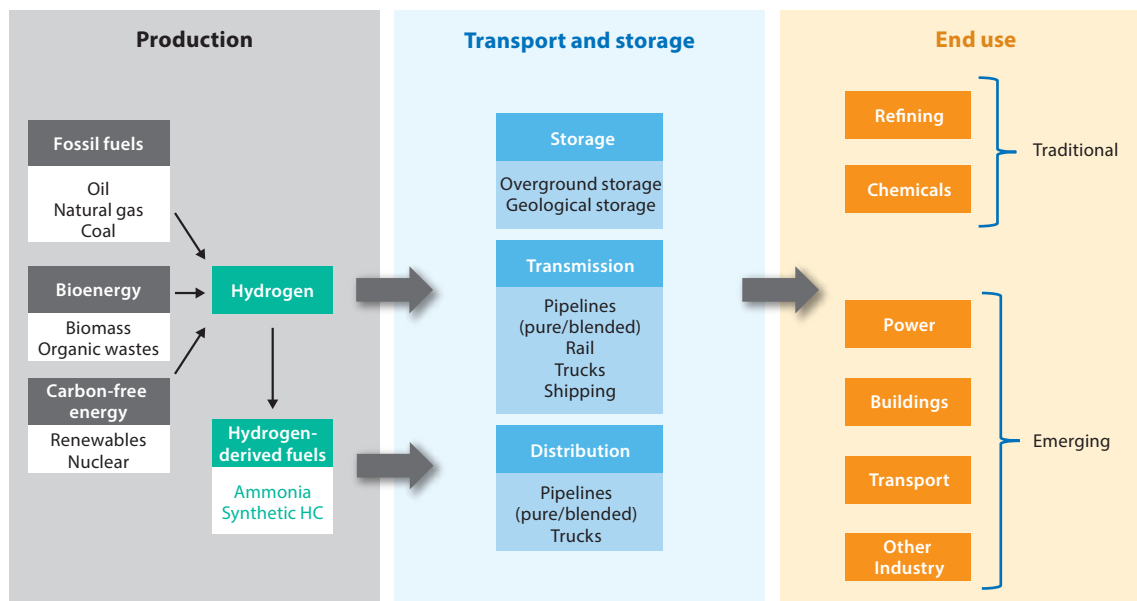 Production
Fossil fuels
Oil
Natural gas
Coal
Bioenergy
Biomass
Organic wastes
Carbon-free
energy
Renewables
Nuclear
Hydrogen
Hydrogen-
derived fuels
Ammonia
Synthetic HC
Transport and storage
Storage
Overground storage
Geological storage
Transmission
Pipelines
(pure/blended)
Rail
Trucks
Shipping
Distribution
Pipelines
(pure/blended)
Trucks
End use
Refining
Chemicals
Traditional
Power
Buildings
Transport
Other
Industry
Emerging